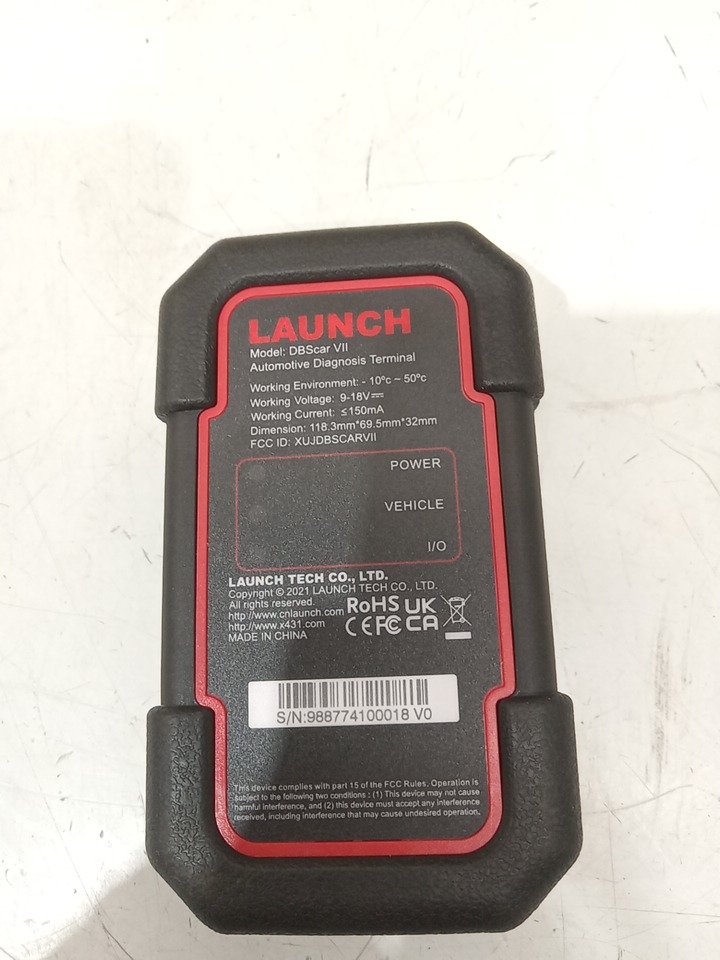 LAUNCH
Model: DBScar VII
Automotive Diagnosis Terminal
Working Environment: - 10ºc ~ 50ºc
Working Voltage: 9-18V⎓
Working Current: ≤150mA
Dimension: 118.3mm*69.5mm*32mm
FCC ID: XUJDBSCARVII
POWER
VEHICLE
I/O
LAUNCH TECH CO., LTD.
Copyright © 2021 LAUNCH TECH CO., LTD.
All rights reserved.
http://www.cnlaunch.com
http://www.x431.com
MADE IN CHINA
RoHS UK
CE FC CA
S/N:988774100018 V0
This device complies with part 15 of the FCC Rules. Operation is
subject to the following two conditions : (1) This device may not cause
harmful interference, and (2) this device must accept any interference
received, including interference that may cause undesired operation.